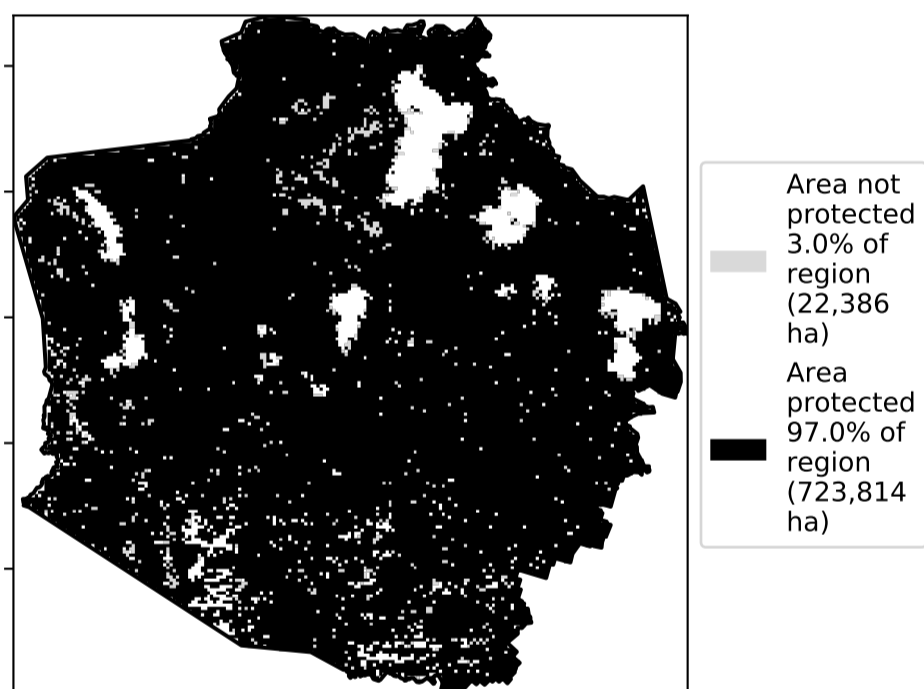 Area not
protected
3.0% of
region
(22,386
ha)
Area
protected
97.0% of
region
(723,814
ha)